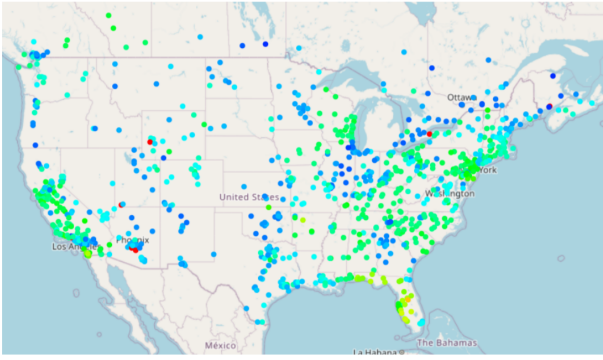 Ottawa
York
Washington
United States
Phoenix
Los Angeles
México
The Bahamas
La Habana